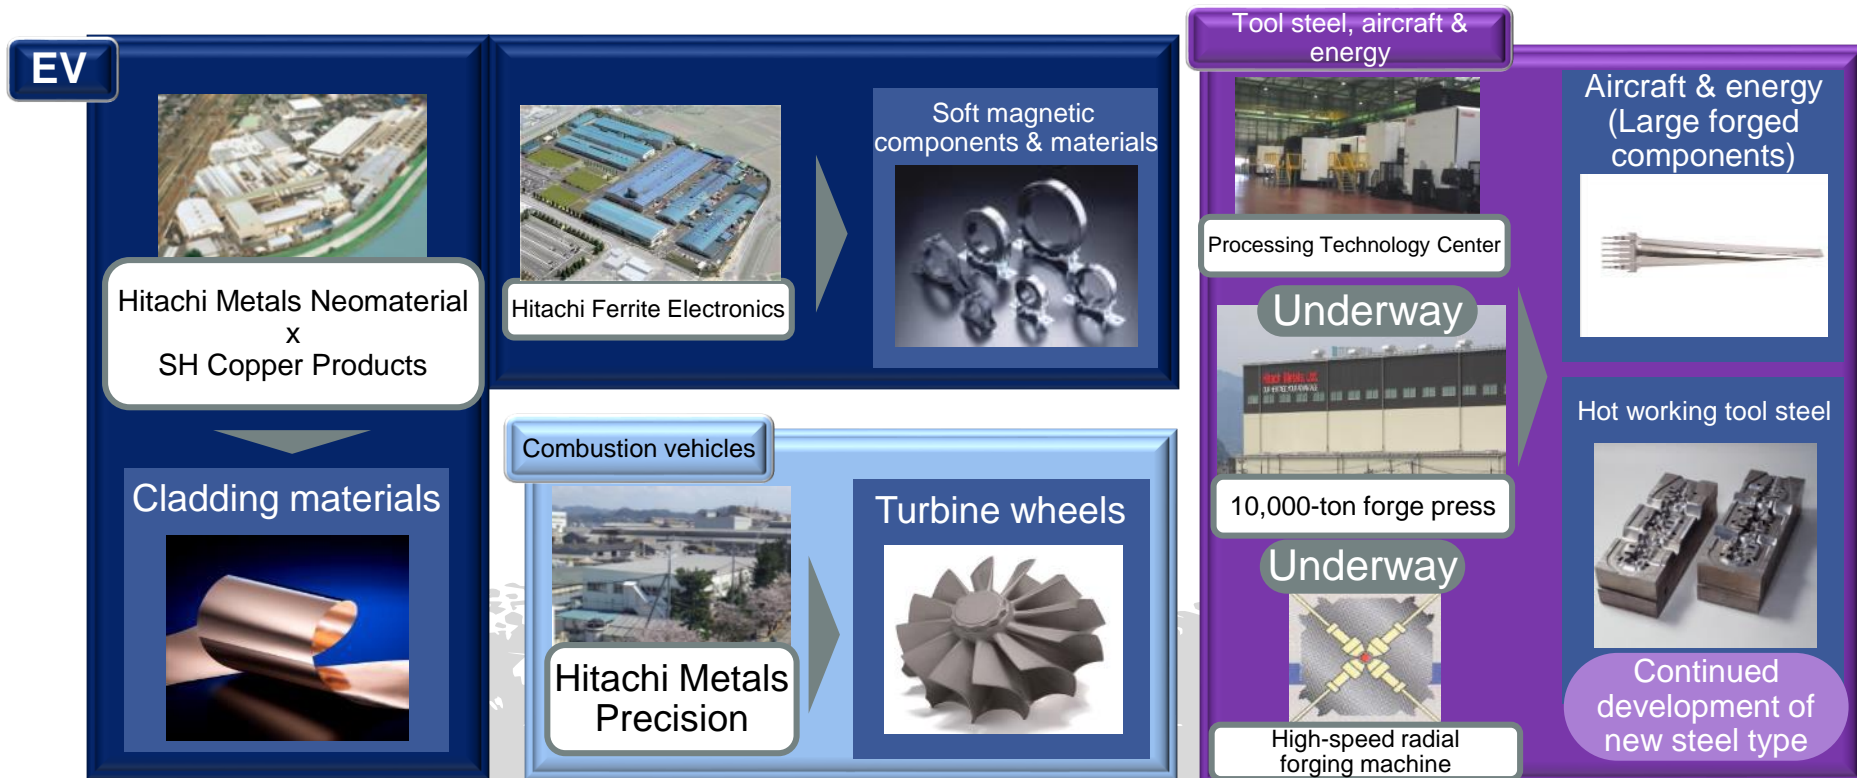 EV
Hitachi Metals Neomaterial
x
SH Copper Products
Cladding materials
Hitachi Ferrite Electronics
Soft magnetic
components & materials
Combustion vehicles
Hitachi Metals
Precision
Turbine wheels
Tool steel, aircraft &
energy
Processing Technology Center
Underway
Hitachi Metals, Ltd.
10,000-ton forge press
Underway
High-speed radial
forging machine
Aircraft & energy
(Large forged
components)
Hot working tool steel
Continued
development of
new steel type